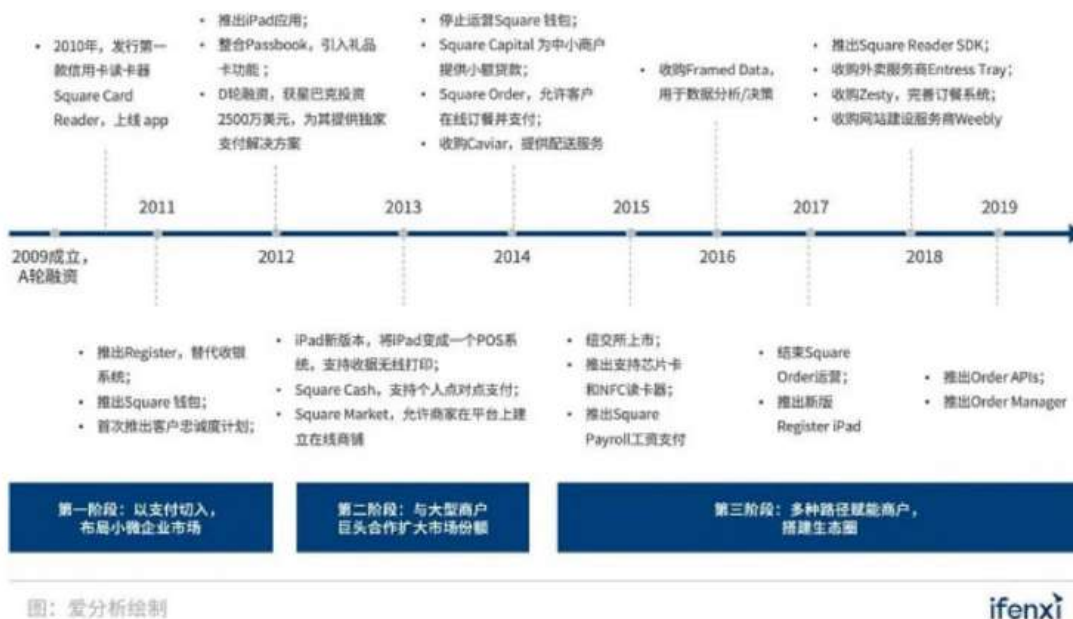 • 2010年，发行第一
款信用卡读卡器
Square Card
Reader，上线 app
• 推出iPad应用；
• 整合Passbook，引入礼品
卡功能；
• D轮融资，获星巴克投资
2500万美元，为其提供独家
支付解决方案
• 停止运营Square 钱包；
• Square Capital 为中小商户
提供小额贷款；
• Square Order，允许客户
在线订餐并支付；
• 收购Caviar，提供配送服务
• 收购Framed Data，
用于数据分析/决策
• 推出Square Reader SDK；
• 收购外卖服务商Entress Tray；
• 收购Zesty，完善订餐系统；
• 收购网站建设服务商Weebly
2011
2013
2015
2017
2019
2009成立，
A轮融资
2012
2014
2016
2018
• 推出Register，替代收银
系统；
• 推出Square 钱包；
• 首次推出客户忠诚度计划；
• iPad新版本，将iPad变成一个POS系
统，支持收据无线打印；
• Square Cash，支持个人点对点支付；
• Square Market，允许商家在平台上建
立在线商铺
• 纽交所上市；
• 推出支持芯片卡
和NFC读卡器；
• 推出Square
Payroll工资支付
• 结束Square
Order运营；
• 推出新版
Register iPad
• 推出Order APIs；
• 推出Order Manager
第一阶段：以支付切入，
布局小微企业市场
第二阶段：与大型商户
巨头合作扩大市场份额
第三阶段：多种路径赋能商户，
搭建生态圈
图：爱分析绘制
ifenxi